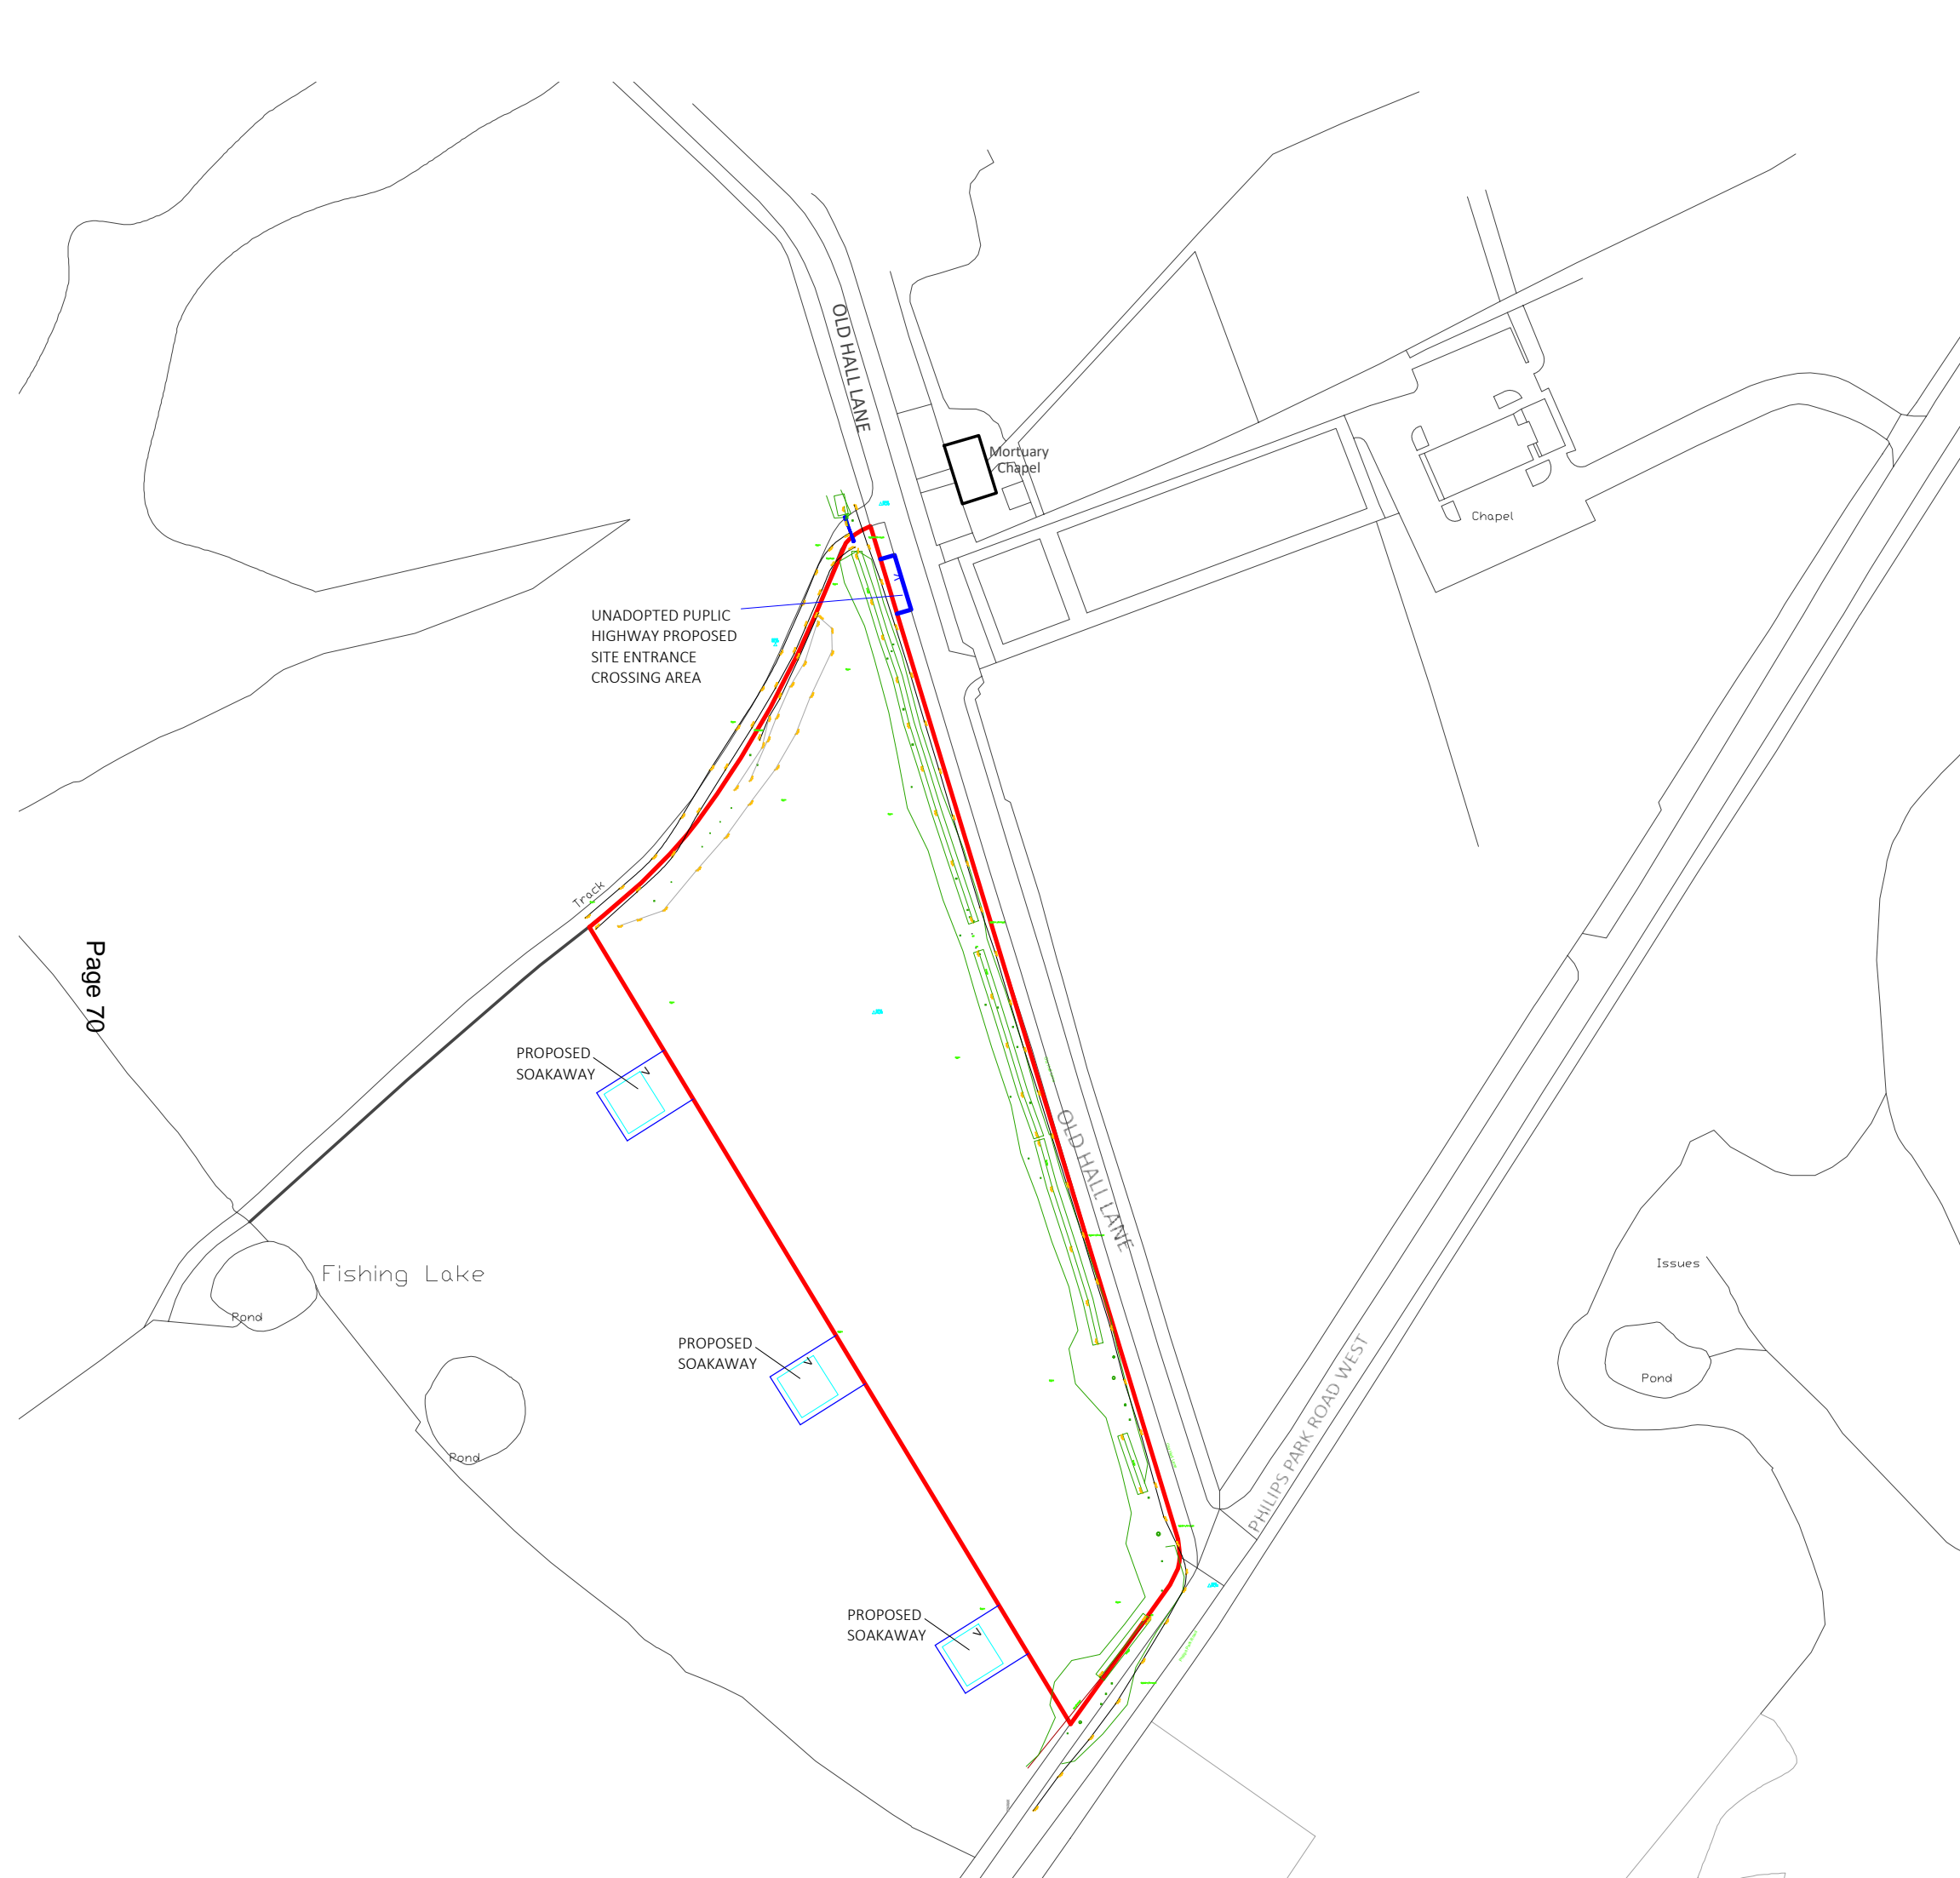 OLD HALL LANE
Mortuary
Chapel
Chapel
UNADOPTED PUPLIC
HIGHWAY PROPOSED
SITE ENTRANCE
CROSSING AREA
Track
Page 70
PROPOSED
SOAKAWAY
OLD HALL LANE
Fishing Lake
Pond
Issues
PROPOSED
SOAKAWAY
Pond
Pond
PHILIPS PARK ROAD WEST
PROPOSED
SOAKAWAY